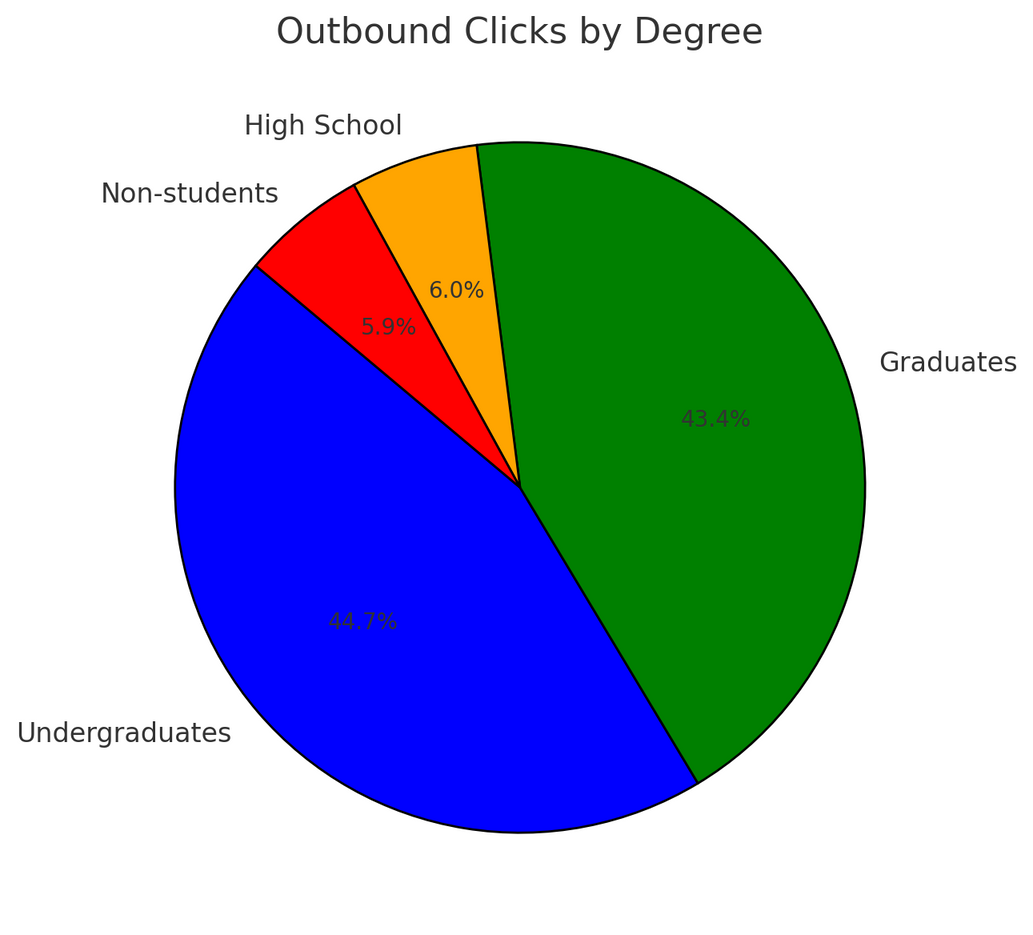 Outbound Clicks by Degree
High School
Non-students
6.0%
5.9%
Graduates
43.4%
44.7%
Undergraduates